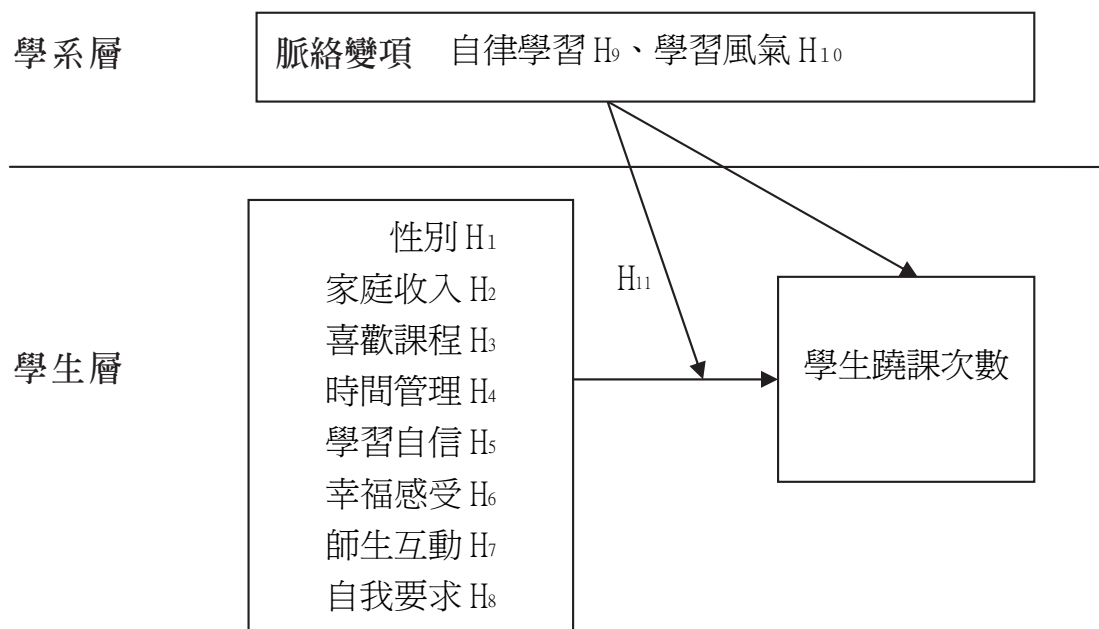 學系層
脈絡變項 自律學習 H9、學習風氣 H10
性別 H1
家庭收入 H2
喜歡課程 H3
學生層
時間管理 H4
學習自信 H5
幸福感受 H6
師生互動 H7
自我要求 H8
H11
學生蹺課次數